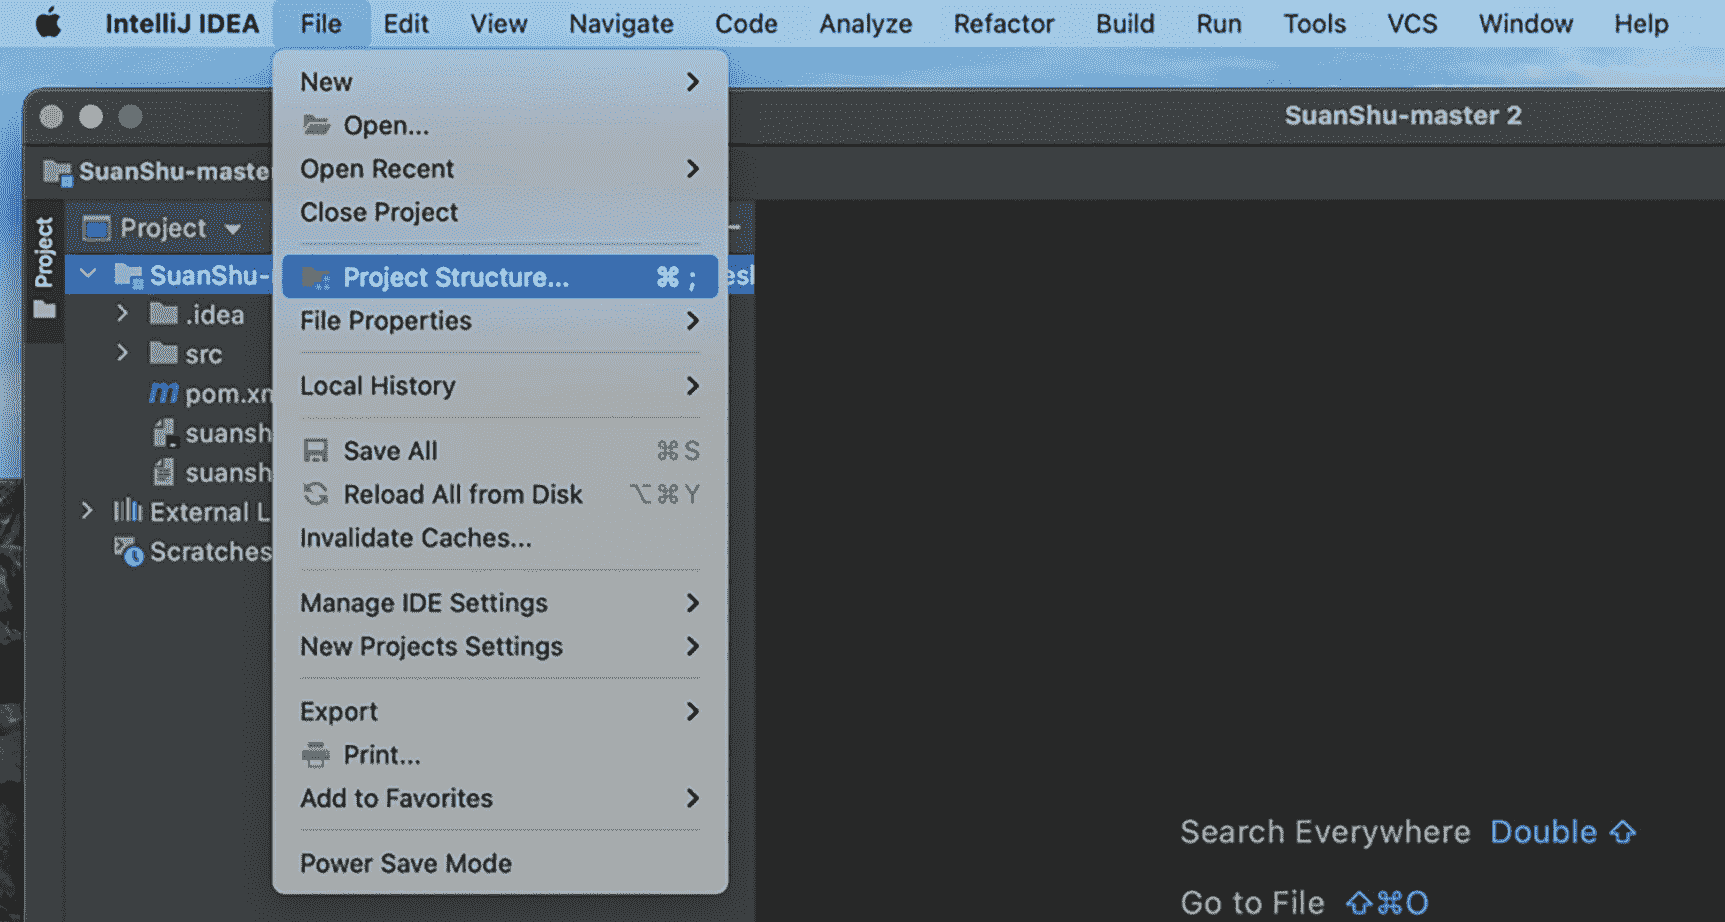 IntelliJ IDEA File Edit View Navigate Code Analyze Refactor Build Run Tools VCS Window Help
SuanShu-master 2
SuanShu-maste
Project
Project
SuanShu-
.idea
src
pom.xm
suansh
suansh
External L
Scratches
New
Open...
Open Recent
Close Project
Project Structure... ⌘ ;
File Properties
Local History
Save All ⌘S
Reload All from Disk ⌥⌘Y
Invalidate Caches...
Manage IDE Settings
New Projects Settings
Export
Print...
Add to Favorites
Power Save Mode
Search Everywhere Double ⇧
Go to File ⇧⌘O